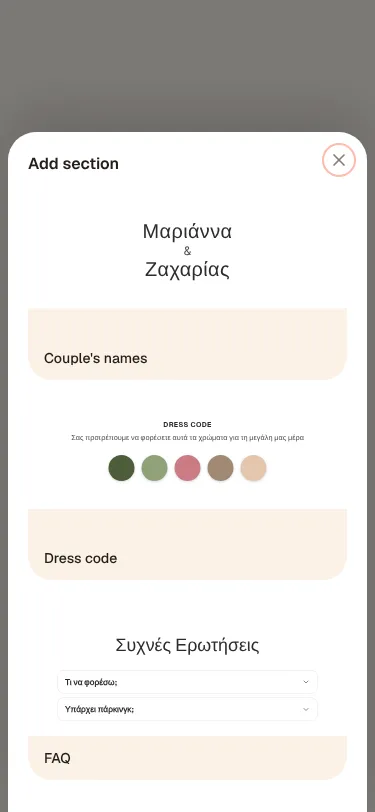 Add section
Μαριάννα
&
Ζαχαρίας
Couple's names
DRESS CODE
Σας προτρέπουμε να φορέσετε αυτά τα χρώματα για τη μεγάλη μας μέρα
Dress code
Συχνές Ερωτήσεις
Τι να φορέσω;
Υπάρχει πάρκινγκ;
FAQ